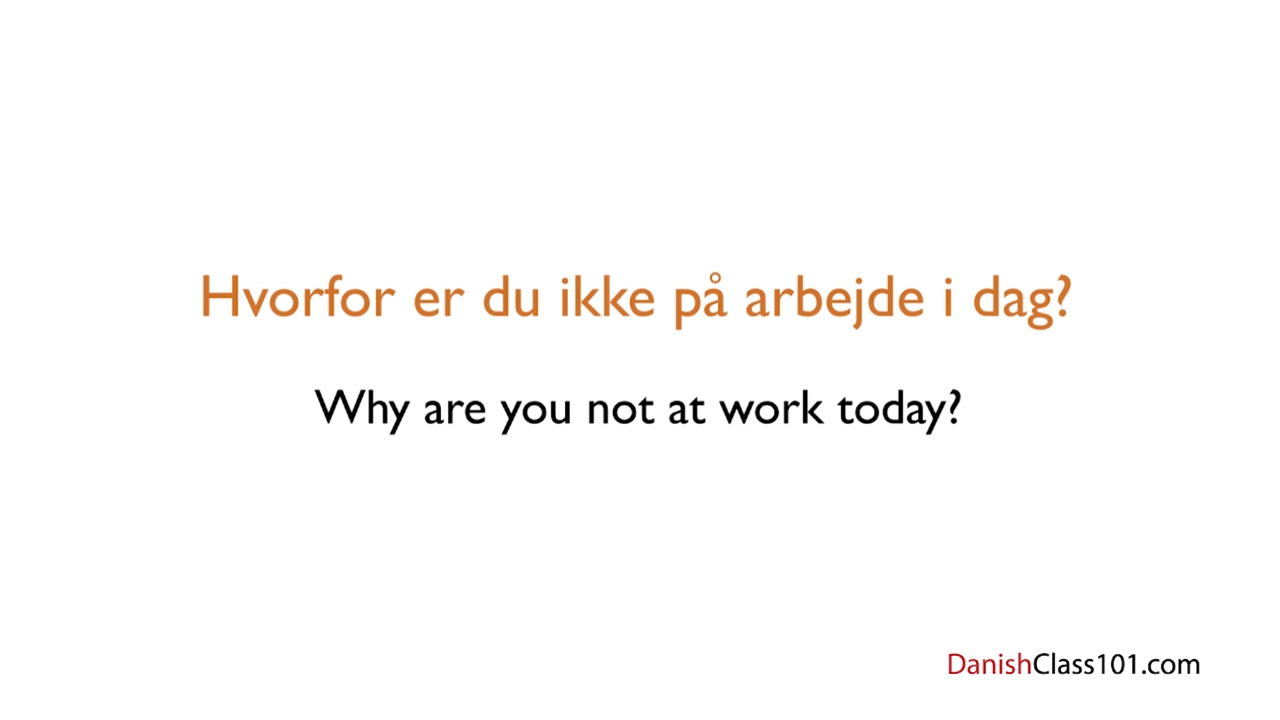 Hvorfor er du ikke på arbejde i dag?
Why are you not at work today?
DanishClass101.com